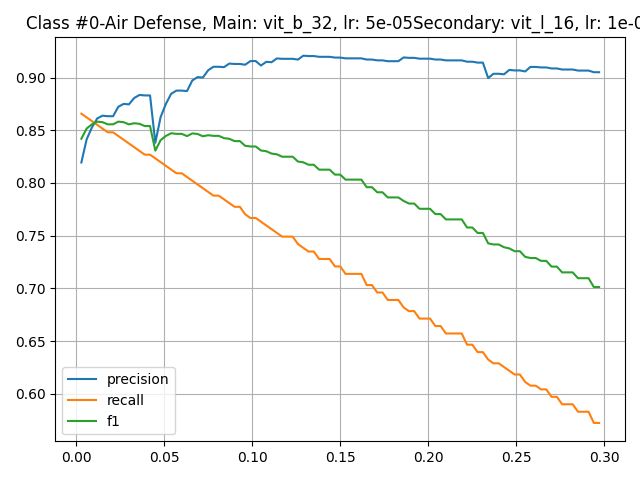 Class #0-Air Defense, Main: vit_b_32, lr: 5e-05Secondary: vit_l_16, lr: 1e-0
0.90
0.85
0.80
0.75
0.70
0.65
0.60
precision
recall
f1
0.00 0.05 0.10 0.15 0.20 0.25 0.30